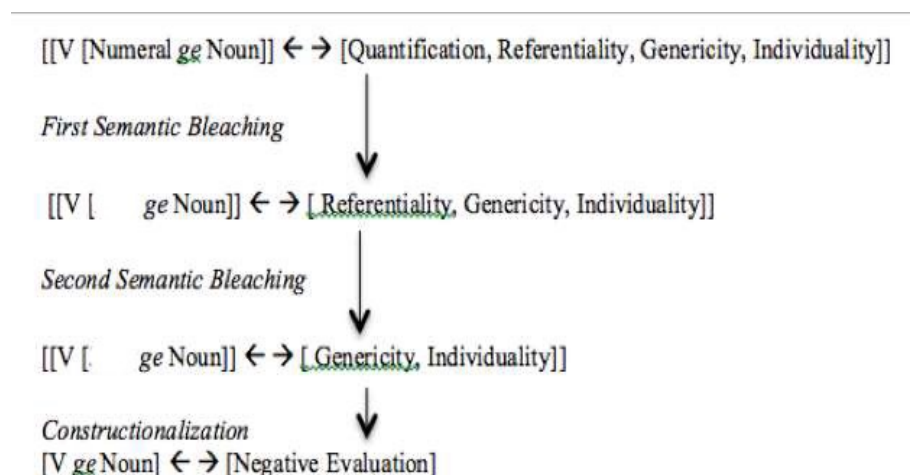 [[V [Numeral ge Noun]] ← → [Quantification, Referentiality, Genericity, Individuality]]
First Semantic Bleaching
[[V [ ge Noun]] ← → [ Referentiality, Genericity, Individuality]]
Second Semantic Bleaching
[[V [ ge Noun]] ← → [ Genericity, Individuality]]
Constructionalization
[V ge Noun] ← → [Negative Evaluation]